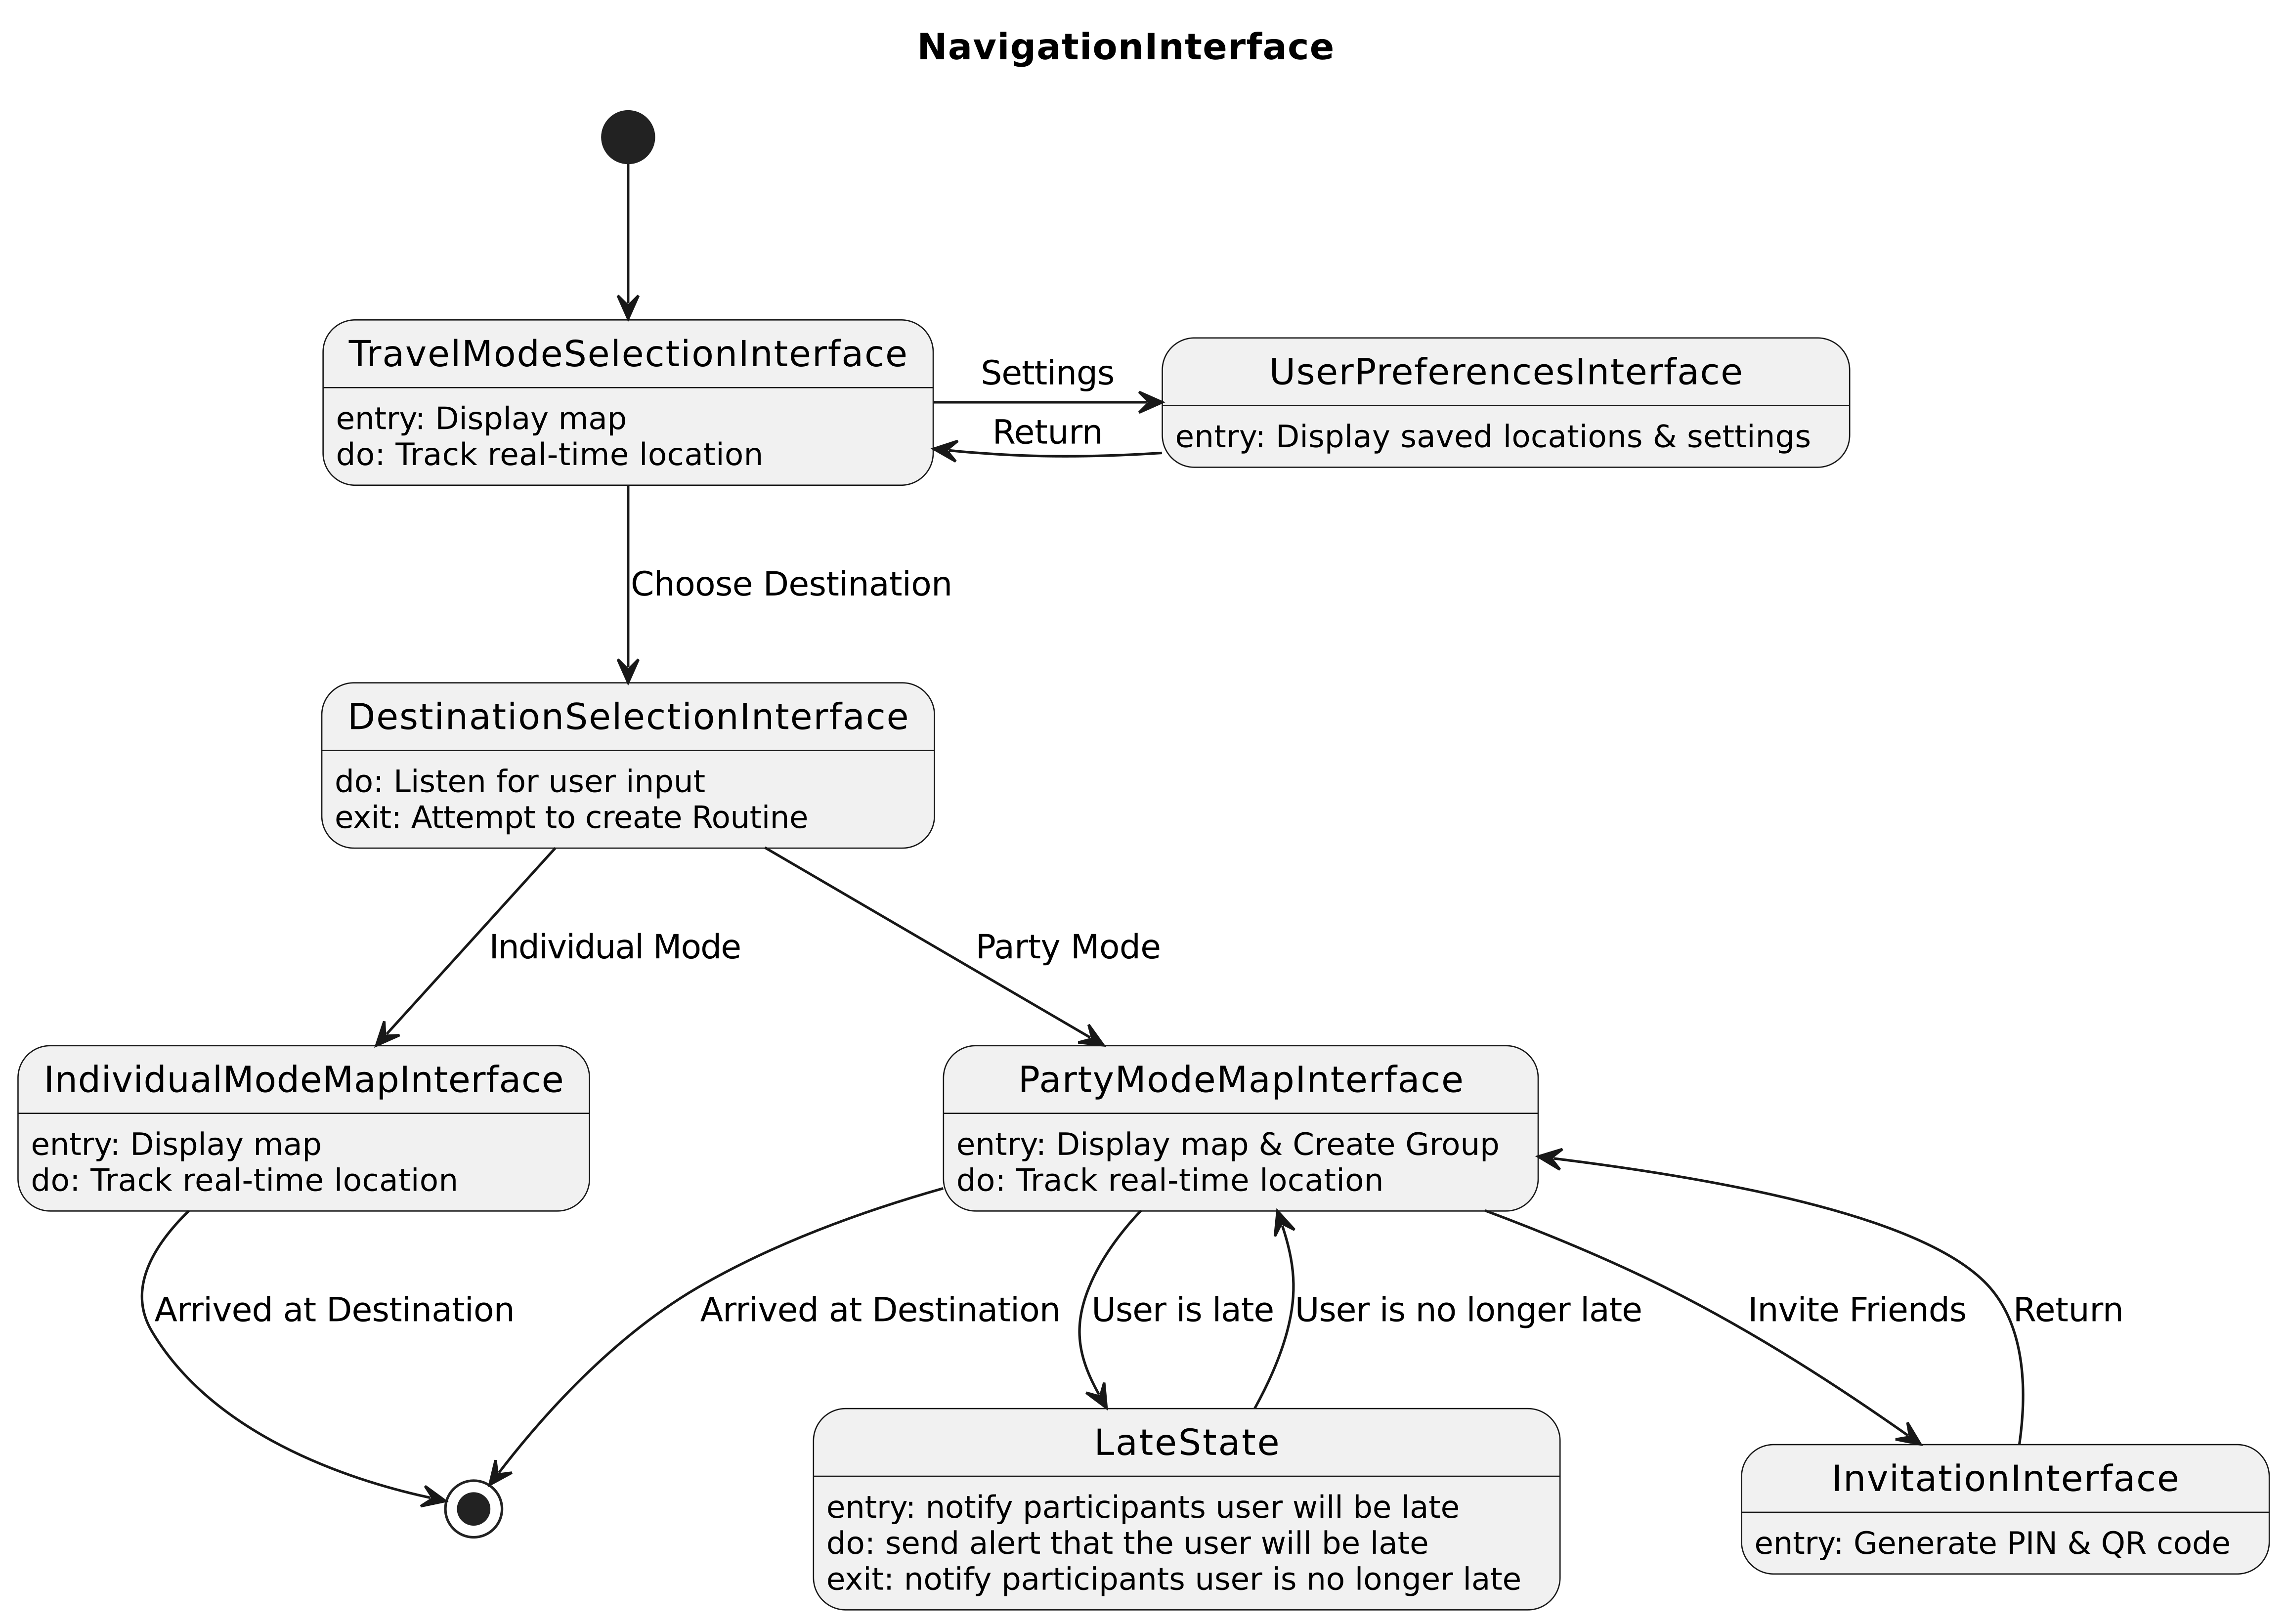 NavigationInterface
TravelModeSelectionInterface
entry: Display map
do: Track real-time location
Settings
Return
UserPreferencesInterface
entry: Display saved locations & settings
Choose Destination
DestinationSelectionInterface
do: Listen for user input
exit: Attempt to create Routine
Individual Mode
Party Mode
IndividualModeMapInterface
entry: Display map
do: Track real-time location
PartyModeMapInterface
entry: Display map & Create Group
do: Track real-time location
Arrived at Destination
Arrived at Destination
User is late
User is no longer late
Invite Friends
Return
LateState
entry: notify participants user will be late
do: send alert that the user will be late
exit: notify participants user is no longer late
InvitationInterface
entry: Generate PIN & QR code